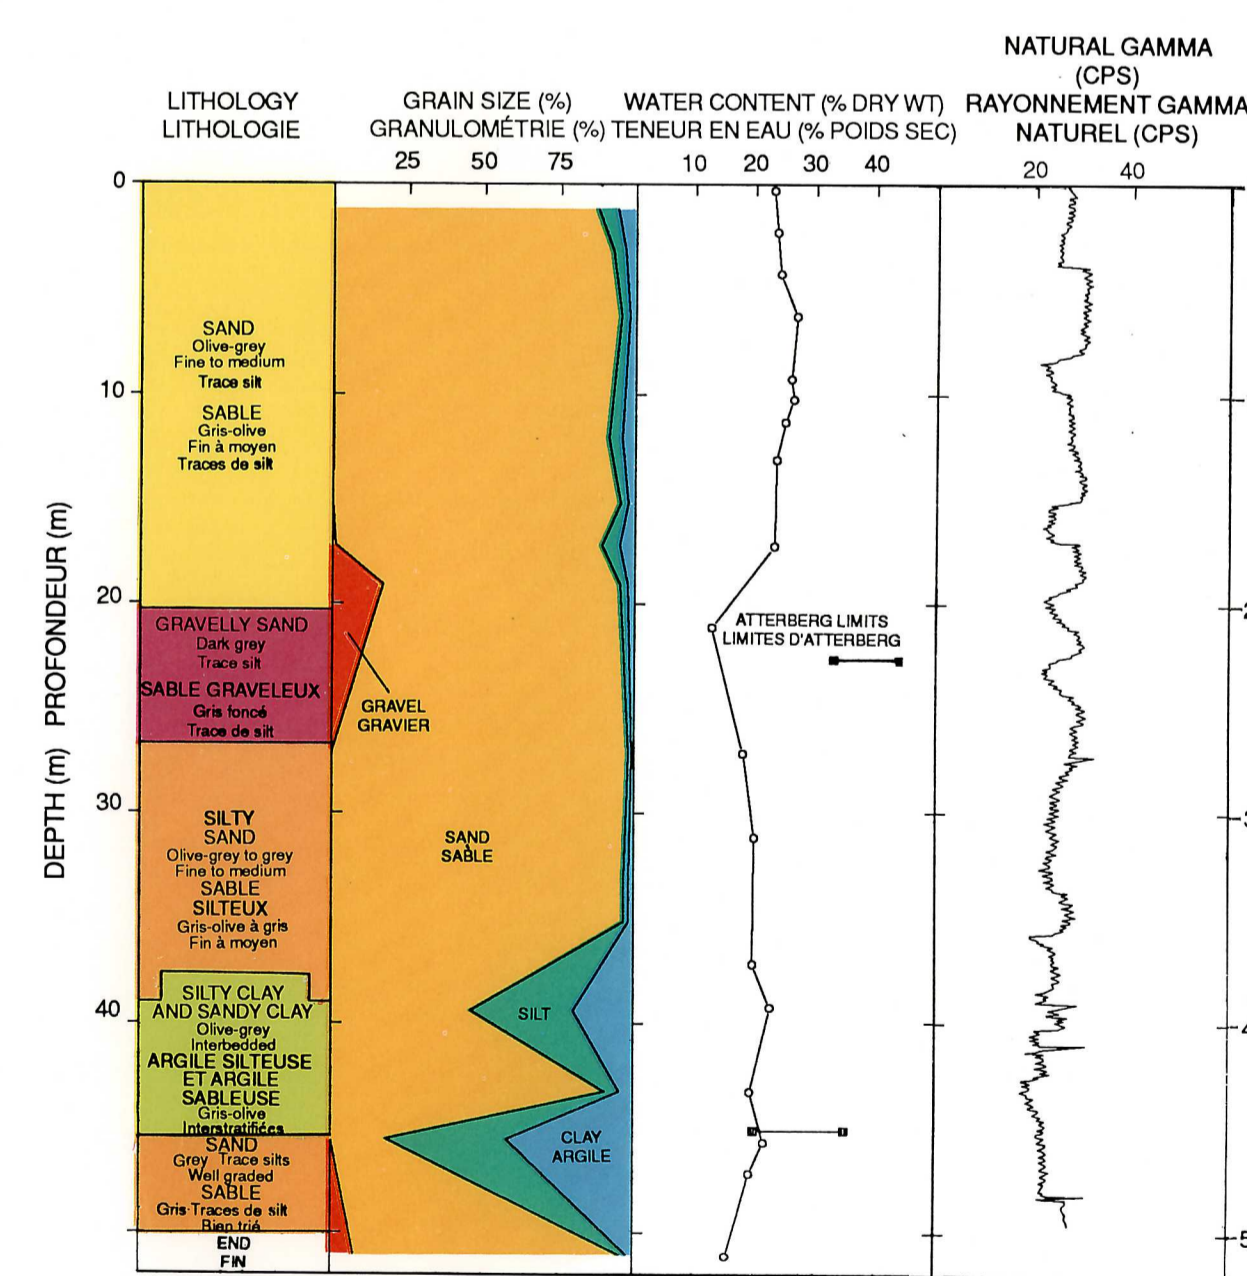 NATURAL GAMMA
(CPS)
RAYONNEMENT GAMMA
NATUREL (CPS)
LITHOLOGY
LITHOLOGIE
GRAIN SIZE (%)
GRANULOMÉTRIE (%)
WATER CONTENT (% DRY WT)
TENEUR EN EAU (% POIDS SEC)
25 50 75
10 20 30 40
20 40
DEPTH (m) PROFONDEUR (m)
0
10
20
30
40
SAND
Olive-grey
Fine to medium
Trace silt
SABLE
Gris-olive
Fin à moyen
Traces de silt
GRAVELLY SAND
Dark grey
Trace silt
SABLE GRAVELEUX
Gris foncé
Trace de silt
SILTY
SAND
Olive-grey to grey
Fine to medium
SABLE
SILTEUX
Gris-olive à gris
Fin à moyen
SILTY CLAY
AND SANDY CLAY
Olive-grey
Interbedded
ARGILE SILTEUSE
ET ARGILE
SABLEUSE
Gris-olive
Interstratifiées
SAND
Grey Trace silts
Well graded
SABLE
Gris-Traces de silt
Bien trié
END
FIN
GRAVEL
GRAVIER
SAND
SABLE
SILT
CLAY
ARGILE
ATTERBERG LIMITS
LIMITES D'ATTERBERG